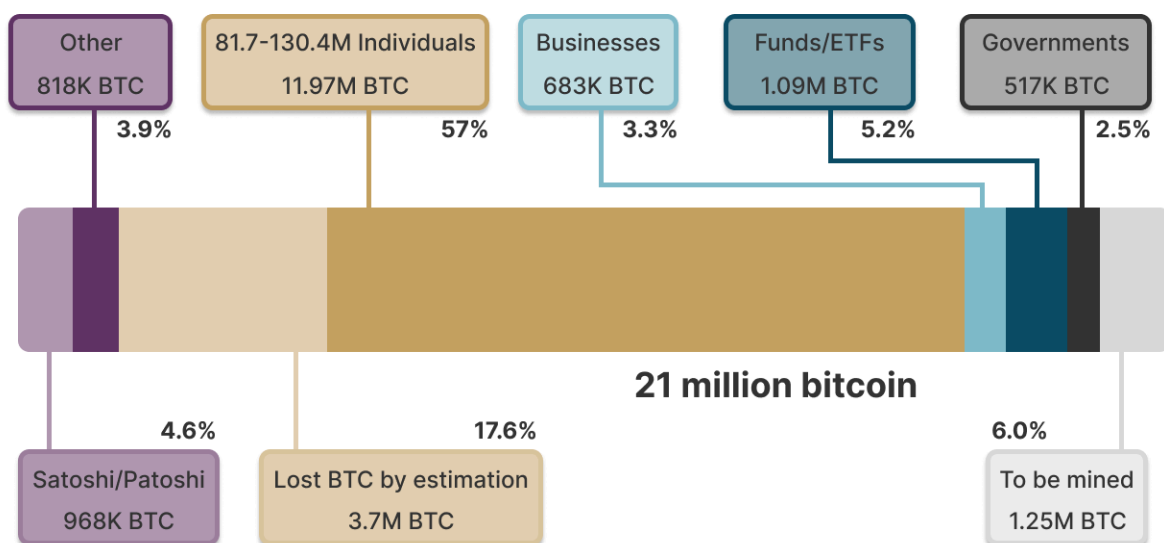 Other
818K BTC
3.9%
81.7-130.4M Individuals
11.97M BTC
57%
Businesses
683K BTC
3.3%
Funds/ETFs
1.09M BTC
5.2%
Governments
517K BTC
2.5%
21 million bitcoin
4.6%
Satoshi/Patoshi
968K BTC
17.6%
Lost BTC by estimation
3.7M BTC
6.0%
To be mined
1.25M BTC